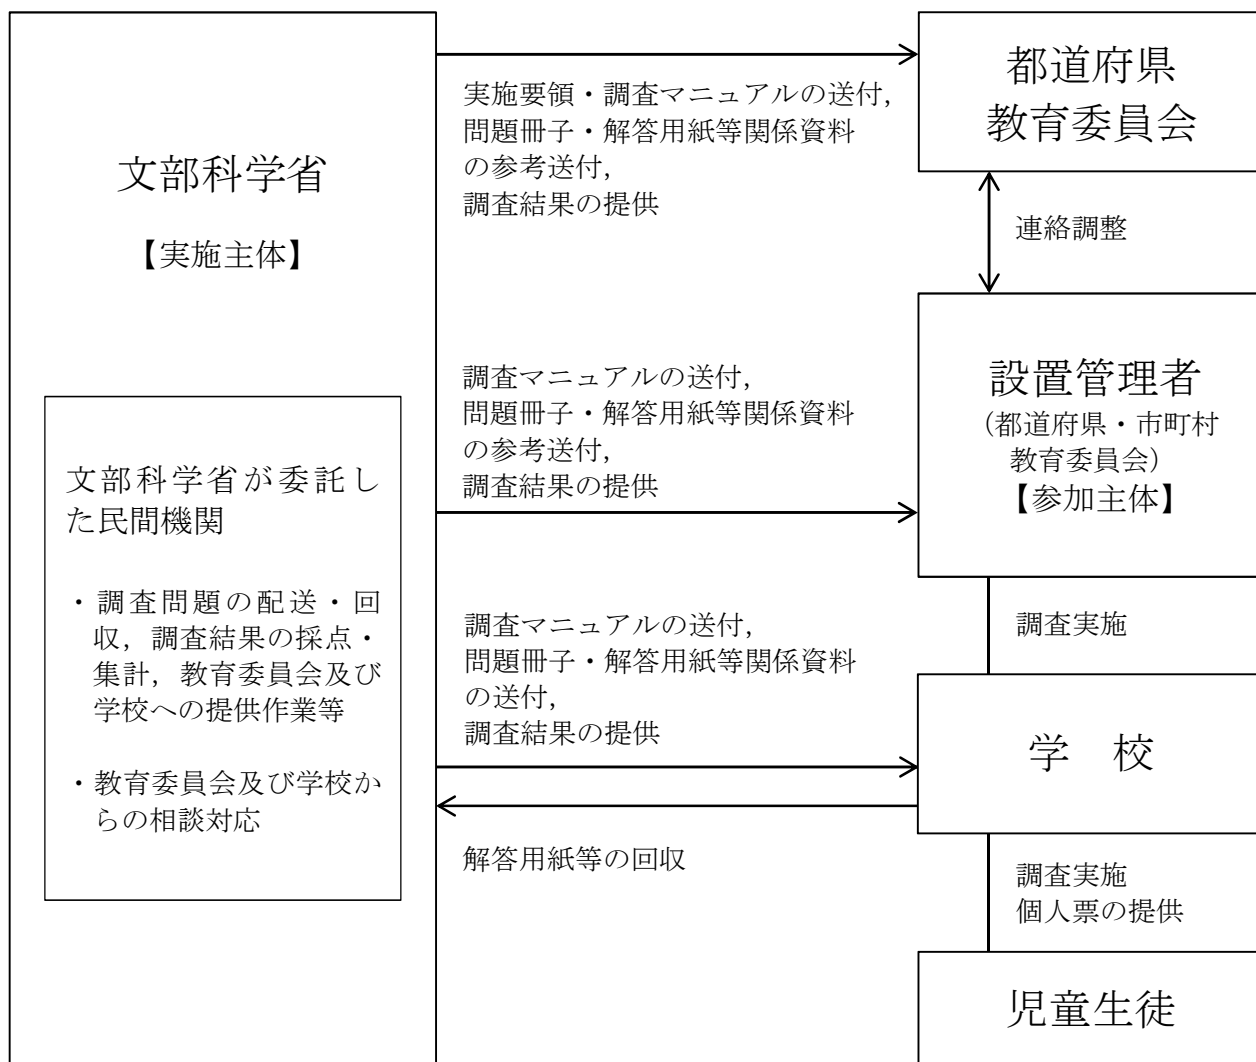 文部科学省
【実施主体】
文部科学省が委託し
た民間機関
・調査問題の配送・回
収，調査結果の採点・
集計，教育委員会及び
学校への提供作業等
・教育委員会及び学校か
らの相談対応
実施要領・調査マニュアルの送付，
問題冊子・解答用紙等関係資料
の参考送付，
調査結果の提供
調査マニュアルの送付，
問題冊子・解答用紙等関係資料
の参考送付，
調査結果の提供
調査マニュアルの送付，
問題冊子・解答用紙等関係資料
の送付，
調査結果の提供
解答用紙等の回収
都道府県
教育委員会
連絡調整
設置管理者
（都道府県・市町村
教育委員会）
【参加主体】
調査実施
学　校
調査実施
個人票の提供
児童生徒